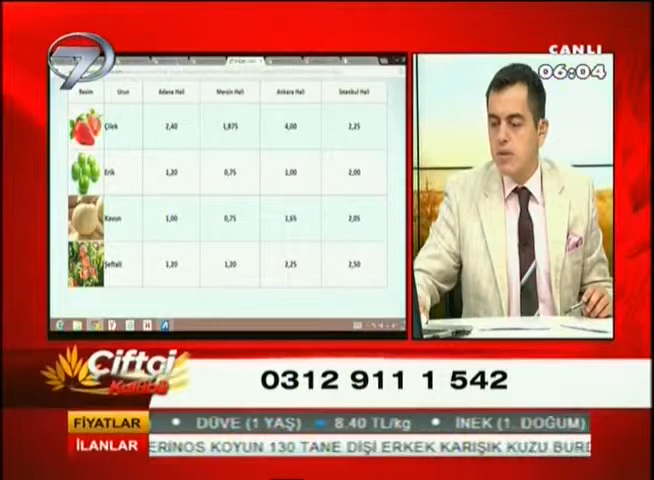 7
CANLI
06:04
Resim Urun Adana Hali Mersin Hali Ankara Hali İstanbul Hali
Çilek 2,40 1,875 4,00 2,25
Erik 1,20 0,75 1,00 2,00
Kavun 1,00 0,75 1,65 2,05
Şeftali 1,20 1,20 2,25 2,50
Çiftçi
Kulübü
0312 911 1 542
FİYATLAR • DÜVE (1 YAŞ) 8.40 TL/kg • İNEK (1. DOĞUM)
İLANLAR ERİNOS KOYUN 130 TANE DİŞİ ERKEK KARIŞIK KUZU BURD